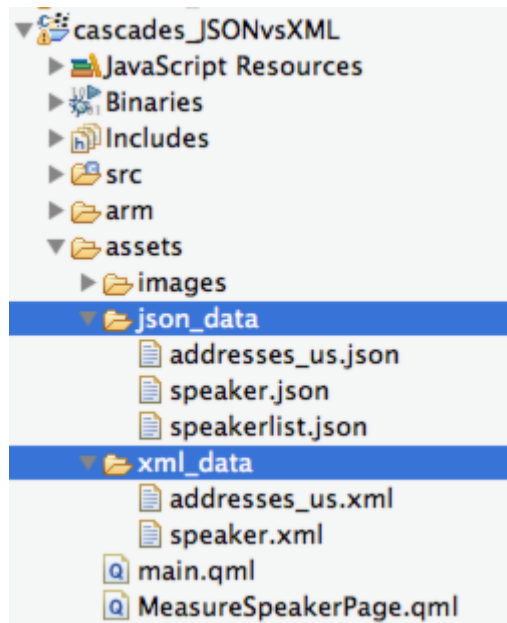 cascades_JSONvsXML
JavaScript Resources
Binaries
Includes
src
arm
assets
images
json_data
addresses_us.json
speaker.json
speakerlist.json
xml_data
addresses_us.xml
speaker.xml
main.qml
MeasureSpeakerPage.qml